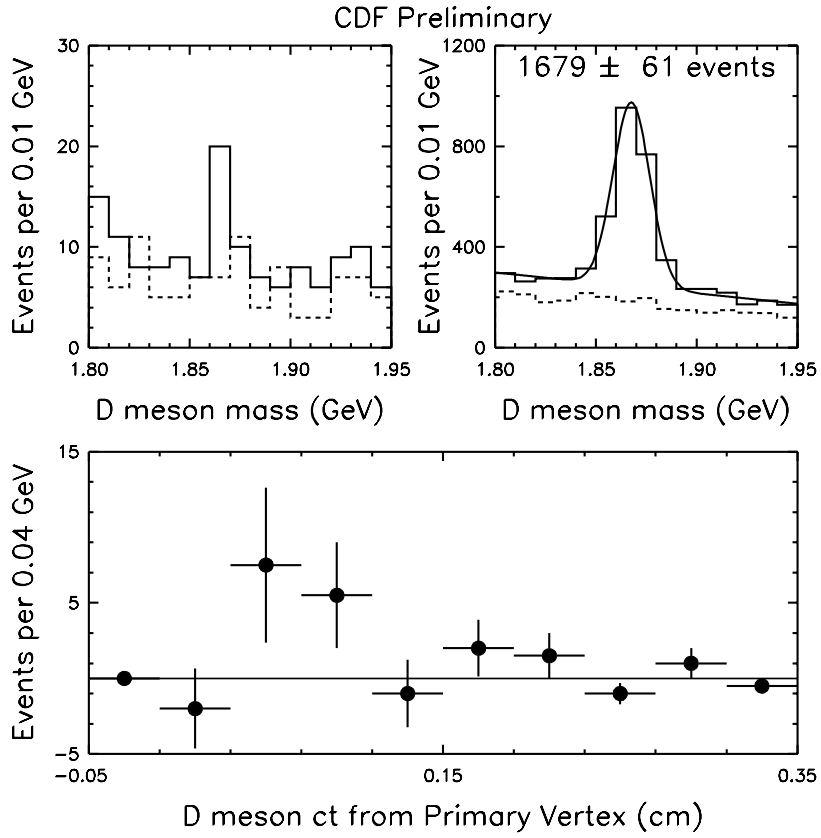 CDF Preliminary
Events per 0.01 GeV
30
20
10
0
1.80 1.85 1.90 1.95
D meson mass (GeV)
Events per 0.01 GeV
1200
800
400
0
1679 ± 61 events
1.80 1.85 1.90 1.95
D meson mass (GeV)
Events per 0.04 GeV
15
5
-5
-0.05 0.15 0.35
D meson ct from Primary Vertex (cm)